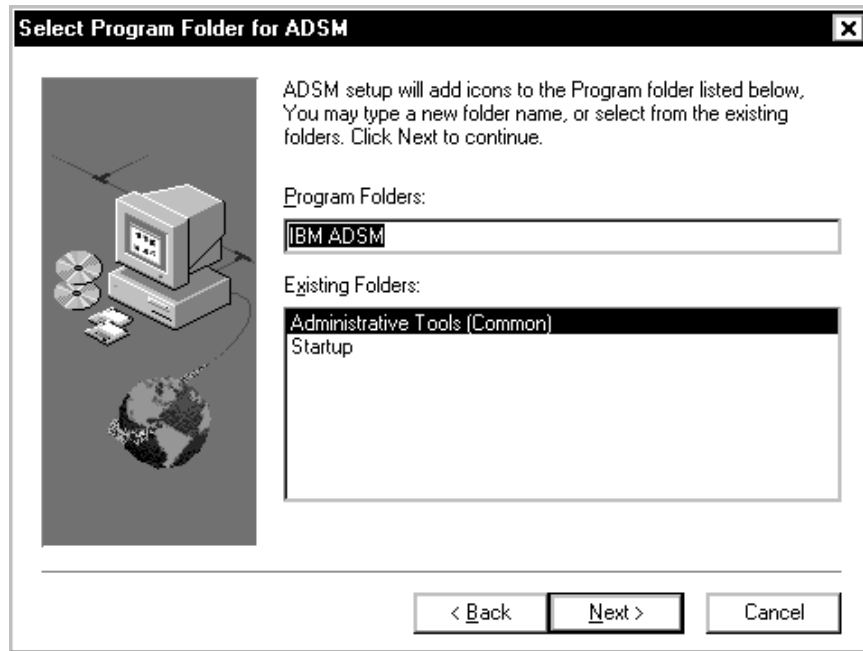 Select Program Folder for ADSM
ADSM setup will add icons to the Program folder listed below,
You may type a new folder name, or select from the existing
folders. Click Next to continue.
Program Folders:
IBM ADSM
Existing Folders:
Administrative Tools (Common)
Startup
< Back
Next >
Cancel